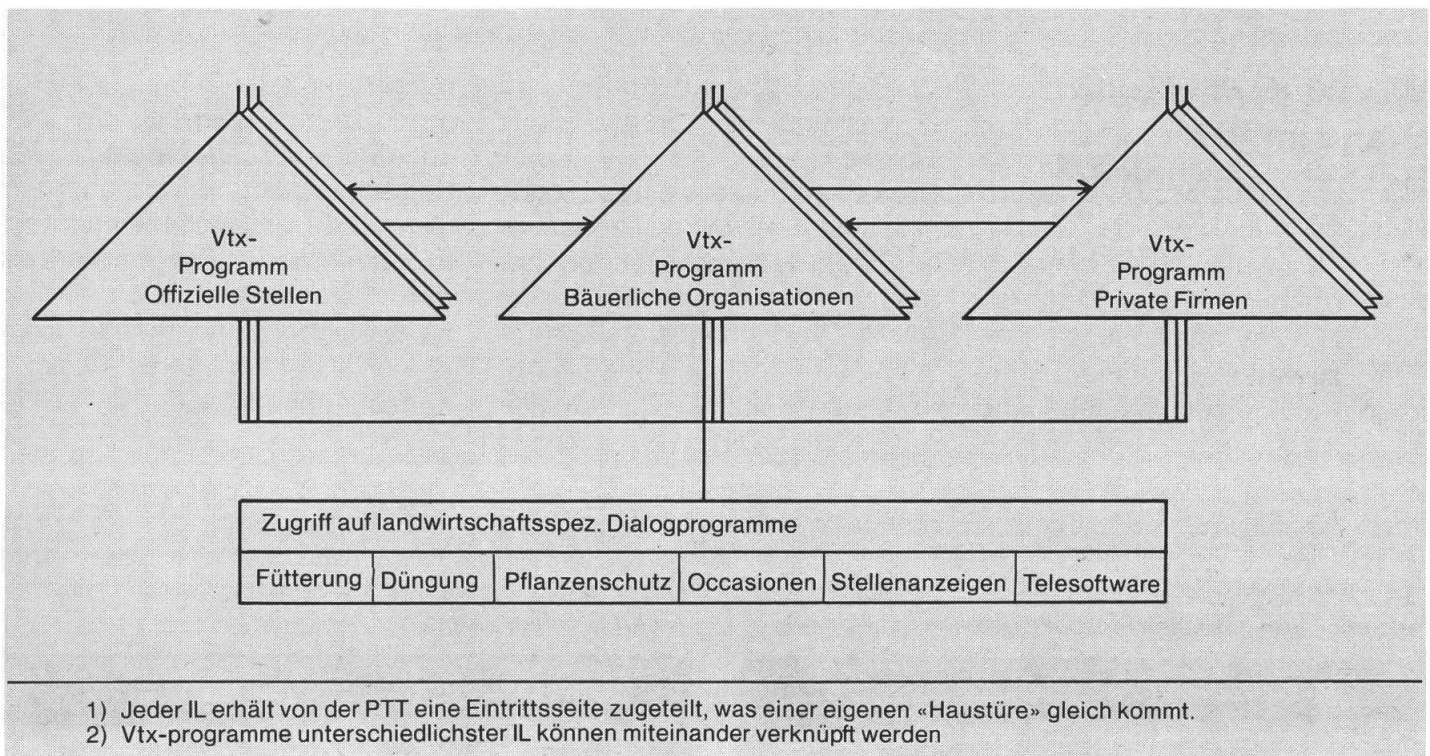 Vtx-
Programm
Offizielle Stellen
Vtx-
Programm
Bäuerliche Organisationen
Vtx-
Programm
Private Firmen
Zugriff auf landwirtschaftsspez. Dialogprogramme
Fütterung Düngung Pflanzenschutz Occasionen Stellenanzeigen Telesoftware
1) Jeder IL erhält von der PTT eine Eintrittsseite zugeteilt, was einer eigenen «Haustüre» gleich kommt.
2) Vtx-programme unterschiedlichster IL können miteinander verknüpft werden